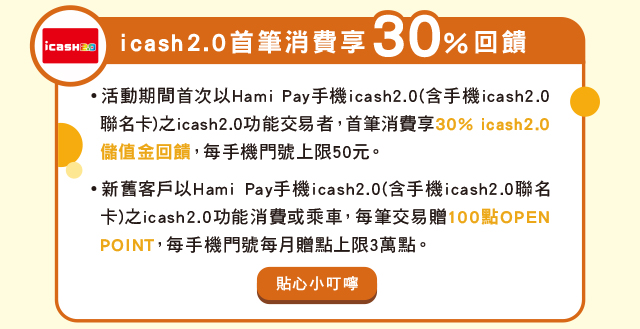 icash2.0
icash2.0首筆消費享30%回饋
•活動期間首次以Hami Pay手機icash2.0(含手機icash2.0
聯名卡)之icash2.0功能交易者，首筆消費享30% icash2.0
儲值金回饋，每手機門號上限50元。
•新舊客戶以Hami Pay手機icash2.0(含手機icash2.0聯名
卡)之icash2.0功能消費或乘車，每筆交易贈100點OPEN
POINT，每手機門號每月贈點上限3萬點。
貼心小叮嚀